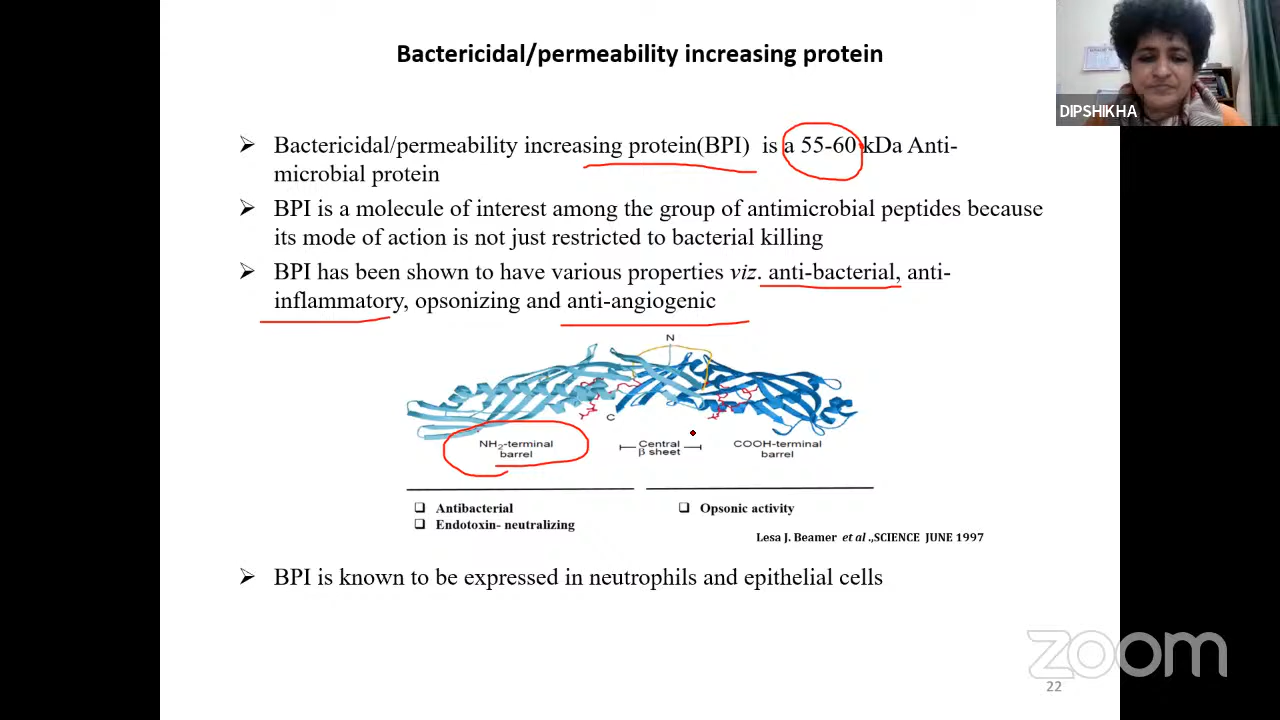 Bactericidal/permeability increasing protein
DIPSHIKHA
➢ Bactericidal/permeability increasing protein(BPI) is a 55-60 kDa Anti-
microbial protein
➢ BPI is a molecule of interest among the group of antimicrobial peptides because
its mode of action is not just restricted to bacterial killing
➢ BPI has been shown to have various properties viz. anti-bacterial, anti-
inflammatory, opsonizing and anti-angiogenic
N
C
NH₂-terminal
barrel
Central
β sheet
COOH-terminal
barrel
❑ Antibacterial
❑ Endotoxin- neutralizing
❑ Opsonic activity
Lesa J. Beamer et al .,SCIENCE JUNE 1997
➢ BPI is known to be expressed in neutrophils and epithelial cells
zoom
22